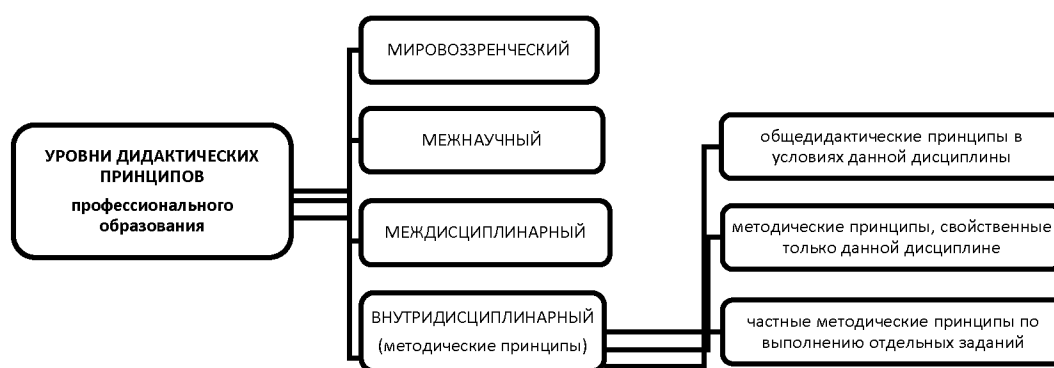 УРОВНИ ДИДАКТИЧЕСКИХ
ПРИНЦИПОВ
профессионального
образования
МИРОВОЗЗРЕНЧЕСКИЙ
МЕЖНАУЧНЫЙ
МЕЖДИСЦИПЛИНАРНЫЙ
ВНУТРИДИСЦИПЛИНАРНЫЙ
(методические принципы)
общедидактические принципы в
условиях данной дисциплины
методические принципы, свойственные
только данной дисциплине
частные методические принципы по
выполнению отдельных заданий